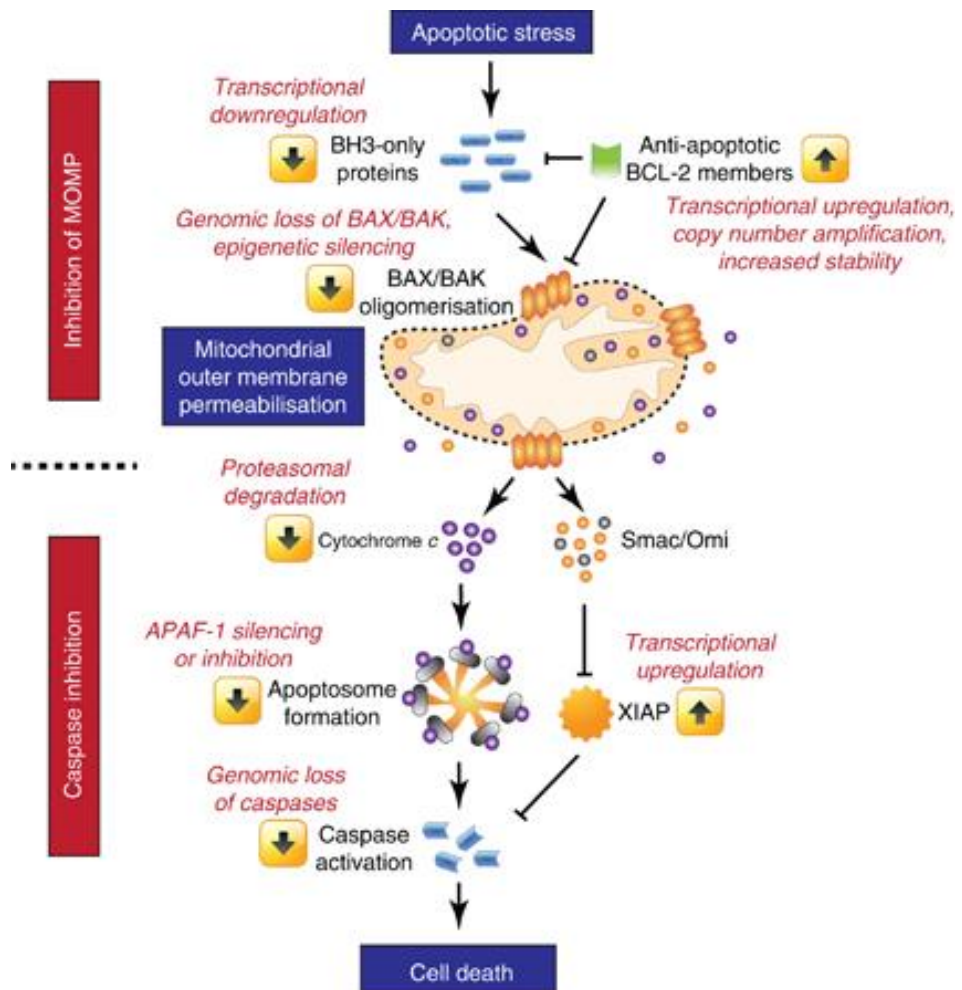 Apoptotic stress
Transcriptional
downregulation
BH3-only
proteins
Anti-apoptotic
BCL-2 members
Transcriptional upregulation,
copy number amplification,
increased stability
Genomic loss of BAX/BAK,
epigenetic silencing
BAX/BAK
oligomerisation
Inhibition of MOMP
Mitochondrial
outer membrane
permeabilisation
Proteasomal
degradation
Cytochrome c
Smac/Omi
APAF-1 silencing
or inhibition
Apoptosome
formation
Transcriptional
upregulation
XIAP
Caspase inhibition
Genomic loss
of caspases
Caspase
activation
Cell death